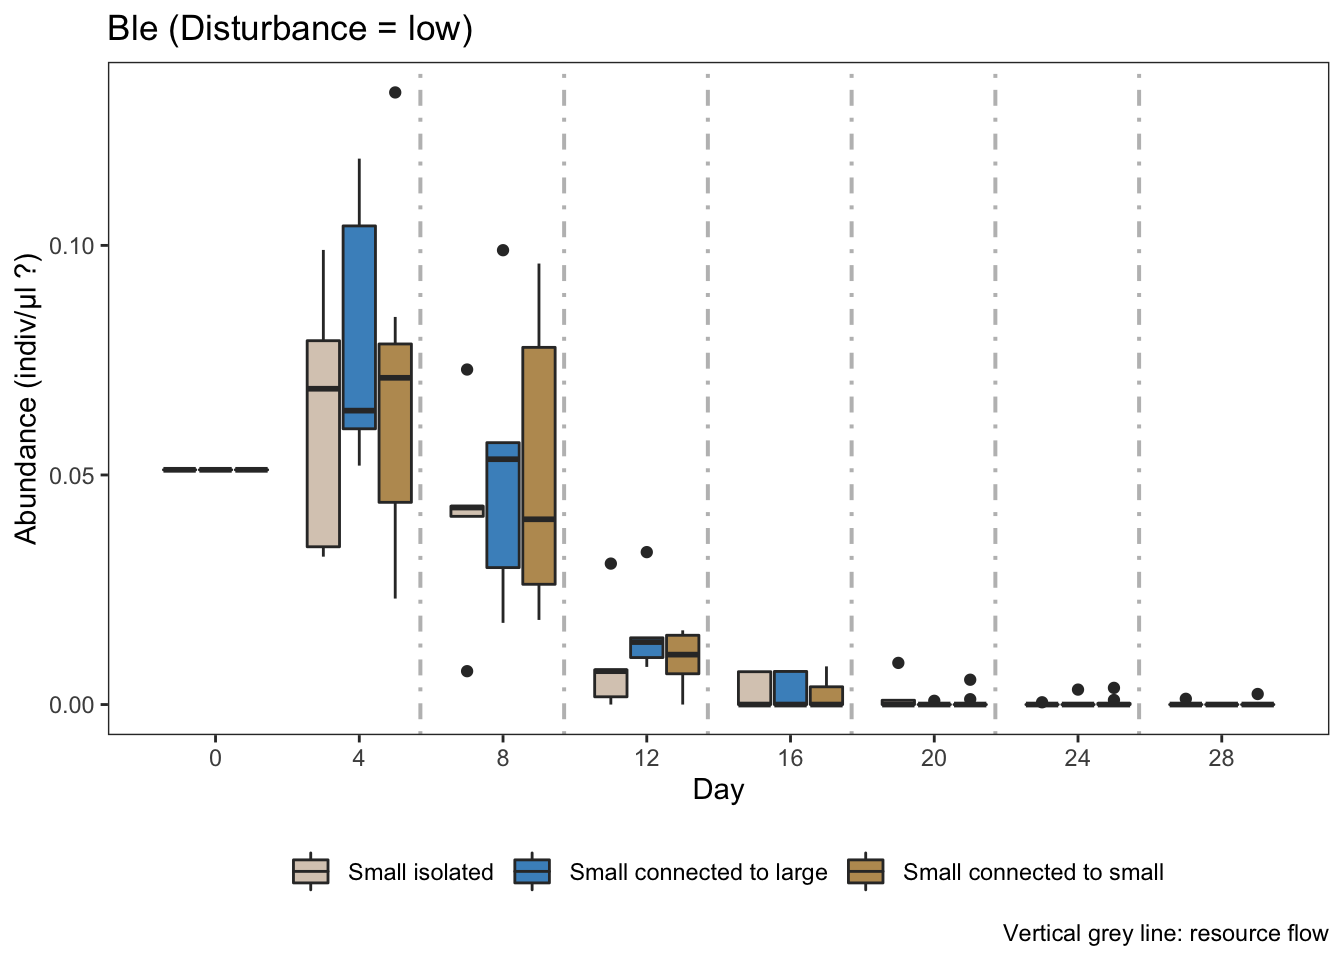 Ble (Disturbance = low)
Abundance (indiv/µl ?)
0.10
0.05
0.00
0 4 8 12 16 20 24 28
Day
Small isolated Small connected to large Small connected to small
Vertical grey line: resource flow